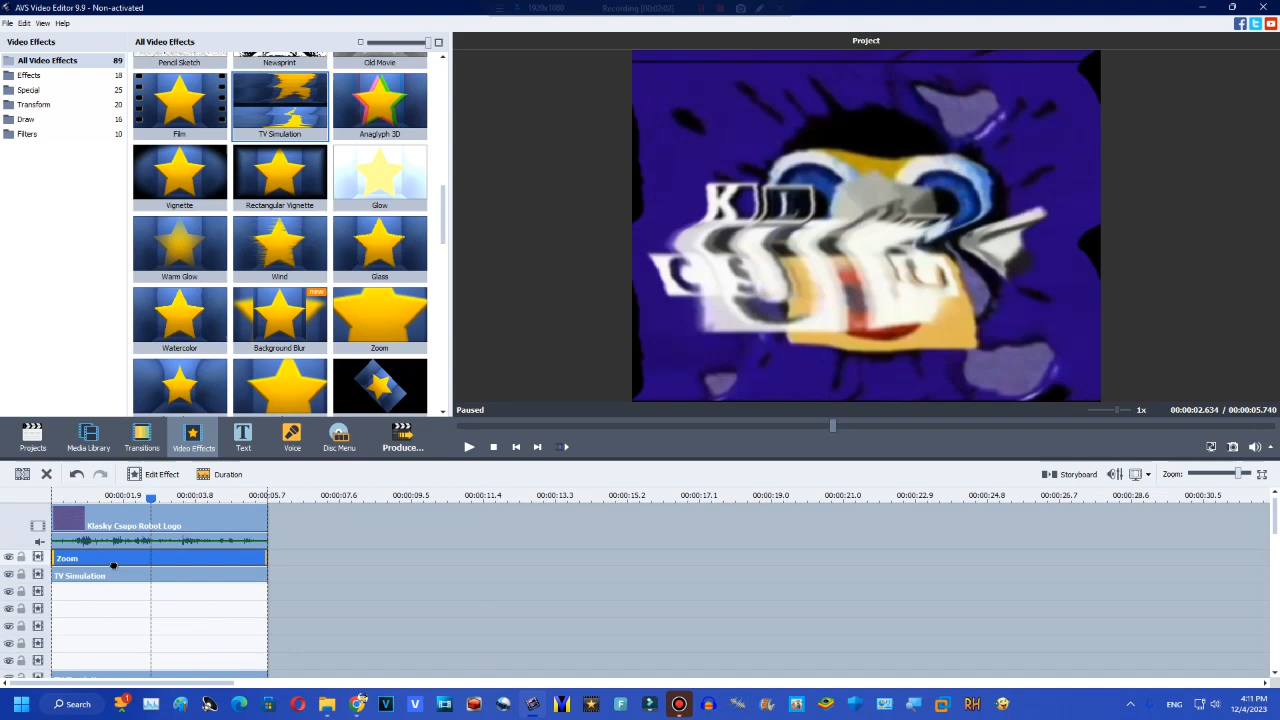 AVS Video Editor 9.9 - Non-activated
1920x1080
Recording [00:02:02]
File Edit View Help
Video Effects
All Video Effects
Project
All Video Effects 89
Effects 18
Special 25
Transform 20
Draw 16
Filters 10
Pencil Sketch
Newsprint
Old Movie
Film
TV Simulation
Anaglyph 3D
Vignette
Rectangular Vignette
Glow
Warm Glow
Wind
Glass
Watercolor
new
Background Blur
Zoom
Paused
1x
00:00:02.634 / 00:00:05.740
Projects
Media Library
Transitions
Video Effects
Text
Voice
Disc Menu
Produce...
Edit Effect
Duration
Storyboard
Zoom:
00:00:01.9 00:00:03.8 00:00:05.7 00:00:07.6 00:00:09.5 00:00:11.4 00:00:13.3 00:00:15.2 00:00:17.1 00:00:19.0 00:00:21.0 00:00:22.9 00:00:24.8 00:00:26.7 00:00:28.6 00:00:30.5
Klasky Csupo Robot Logo
Zoom
TV Simulation
Search
ENG
4:11 PM
12/4/2023